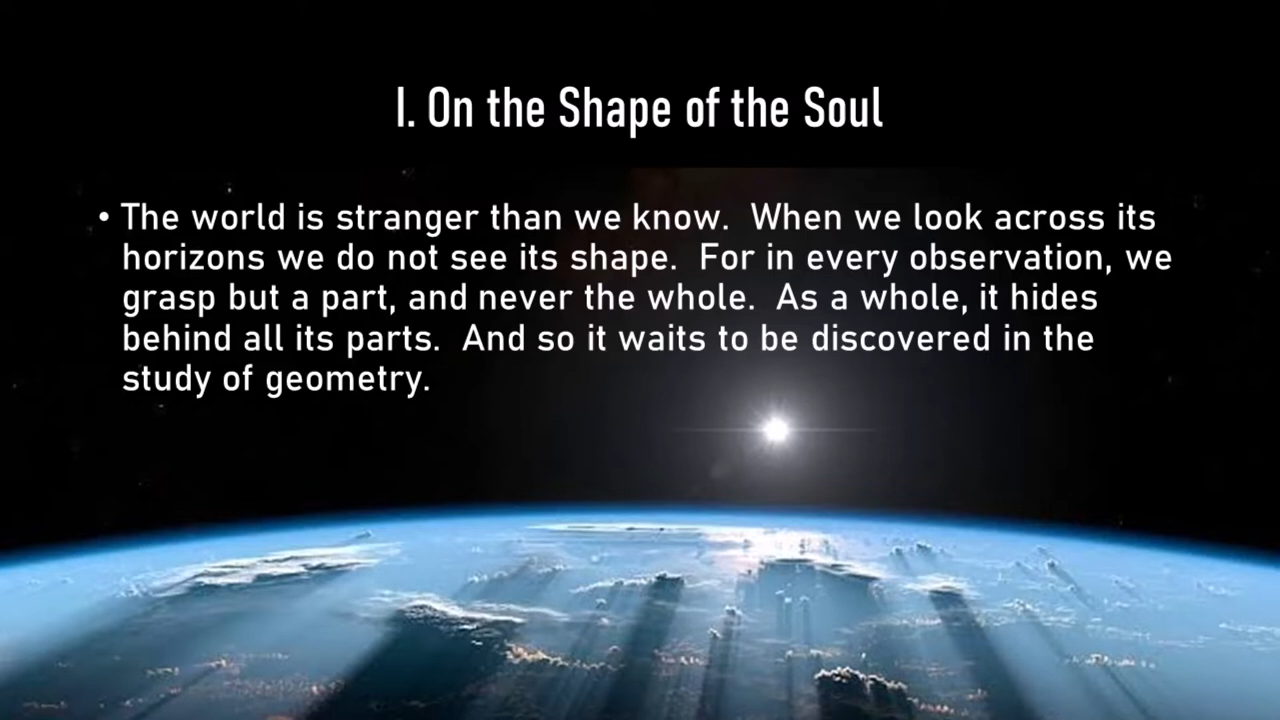 I. On the Shape of the Soul
• The world is stranger than we know.  When we look across its
horizons we do not see its shape.  For in every observation, we
grasp but a part, and never the whole.  As a whole, it hides
behind all its parts.  And so it waits to be discovered in the
study of geometry.